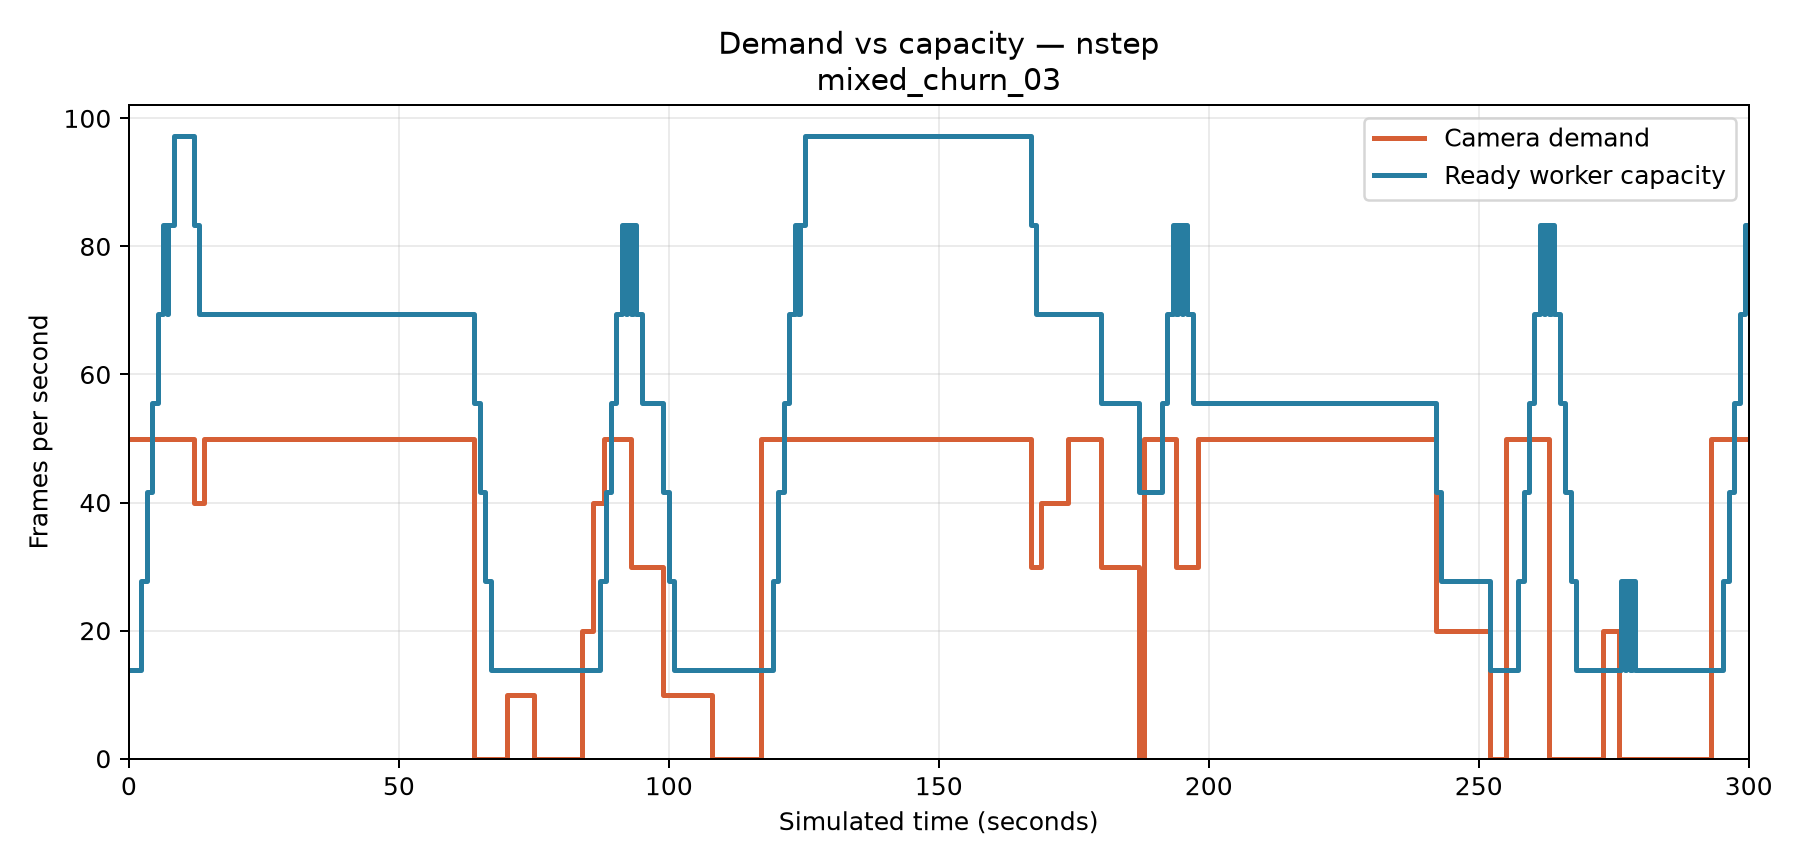 Demand vs capacity — nstep
mixed_churn_03
Camera demand
Ready worker capacity
Frames per second
100
80
60
40
20
0
0 50 100 150 200 250 300
Simulated time (seconds)